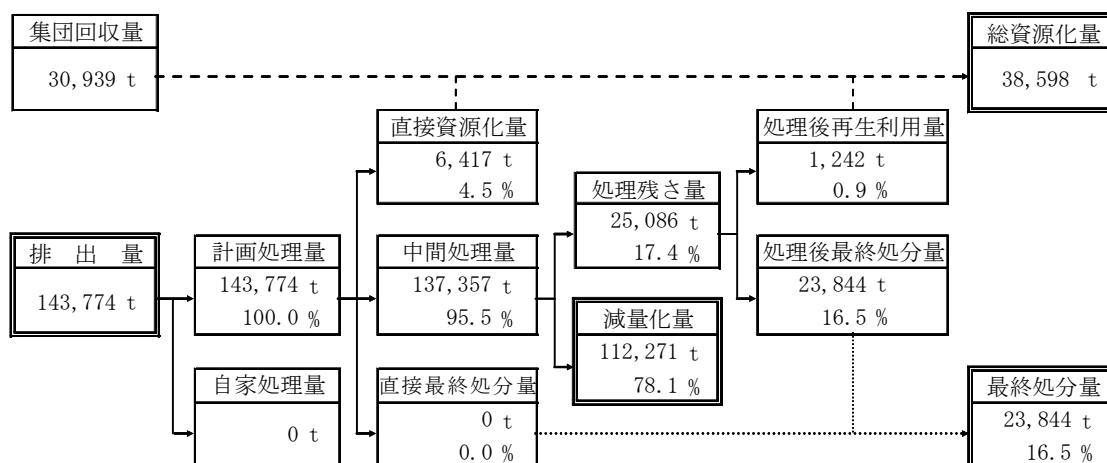 集団回収量
30,939 t
総資源化量
38,598 t
直接資源化量
6,417 t
4.5 %
処理後再生利用量
1,242 t
0.9 %
処理残さ量
25,086 t
17.4 %
排 出 量
143,774 t
計画処理量
143,774 t
100.0 %
中間処理量
137,357 t
95.5 %
処理後最終処分量
23,844 t
16.5 %
減量化量
112,271 t
78.1 %
自家処理量
0 t
直接最終処分量
0 t
0.0 %
最終処分量
23,844 t
16.5 %